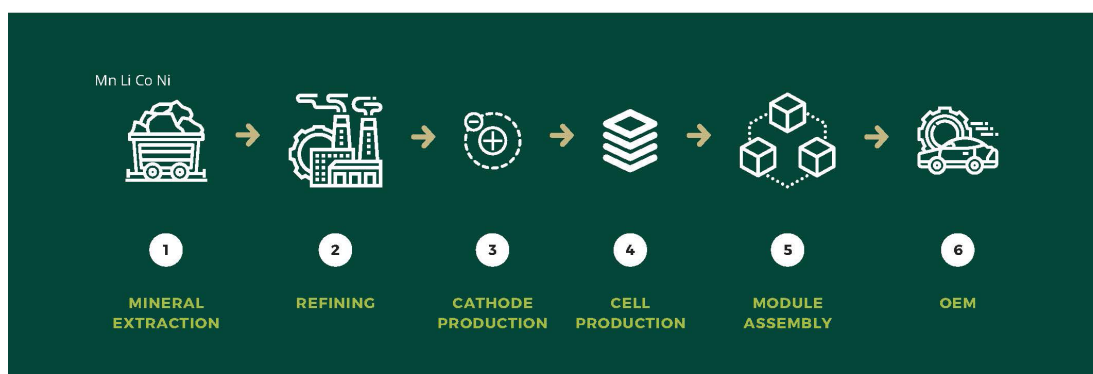 Mn Li Co Ni
1
2
3
4
5
6
MINERAL
EXTRACTION
REFINING
CATHODE
PRODUCTION
CELL
PRODUCTION
MODULE
ASSEMBLY
OEM